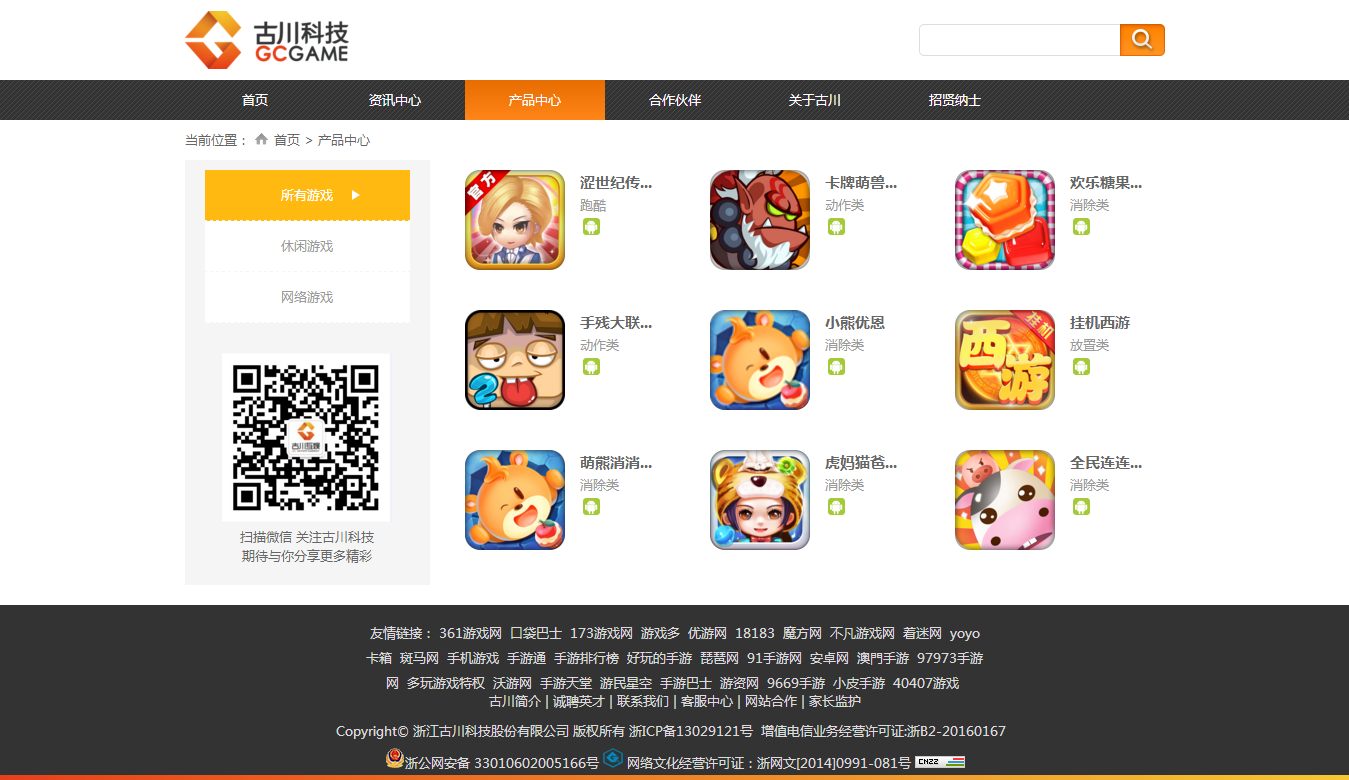 古川科技
GCGAME
首页 资讯中心 产品中心 合作伙伴 关于古川 招贤纳士
当前位置： 首页 > 产品中心
所有游戏
休闲游戏
网络游戏
古川互娱
扫描微信 关注古川科技
期待与你分享更多精彩
官方
涩世纪传...
跑酷
卡牌萌兽...
动作类
欢乐糖果...
消除类
2
手残大联...
动作类
小熊优恩
消除类
挂机
西游
挂机西游
放置类
萌熊消消...
消除类
虎妈猫爸...
消除类
全民连连...
消除类
友情链接： 361游戏网 口袋巴士 173游戏网 游戏多 优游网 18183 魔方网 不凡游戏网 着迷网 yoyo
卡箱 斑马网 手机游戏 手游通 手游排行榜 好玩的手游 琵琶网 91手游网 安卓网 澳門手游 97973手游
网 多玩游戏特权 沃游网 手游天堂 游民星空 手游巴士 游资网 9669手游 小皮手游 40407游戏
古川简介 | 诚聘英才 | 联系我们 | 客服中心 | 网站合作 | 家长监护
Copyright© 浙江古川科技股份有限公司 版权所有 浙ICP备13029121号 增值电信业务经营许可证:浙B2-20160167
浙公网安备 33010602005166号 网络文化经营许可证：浙网文[2014]0991-081号 CNZZ